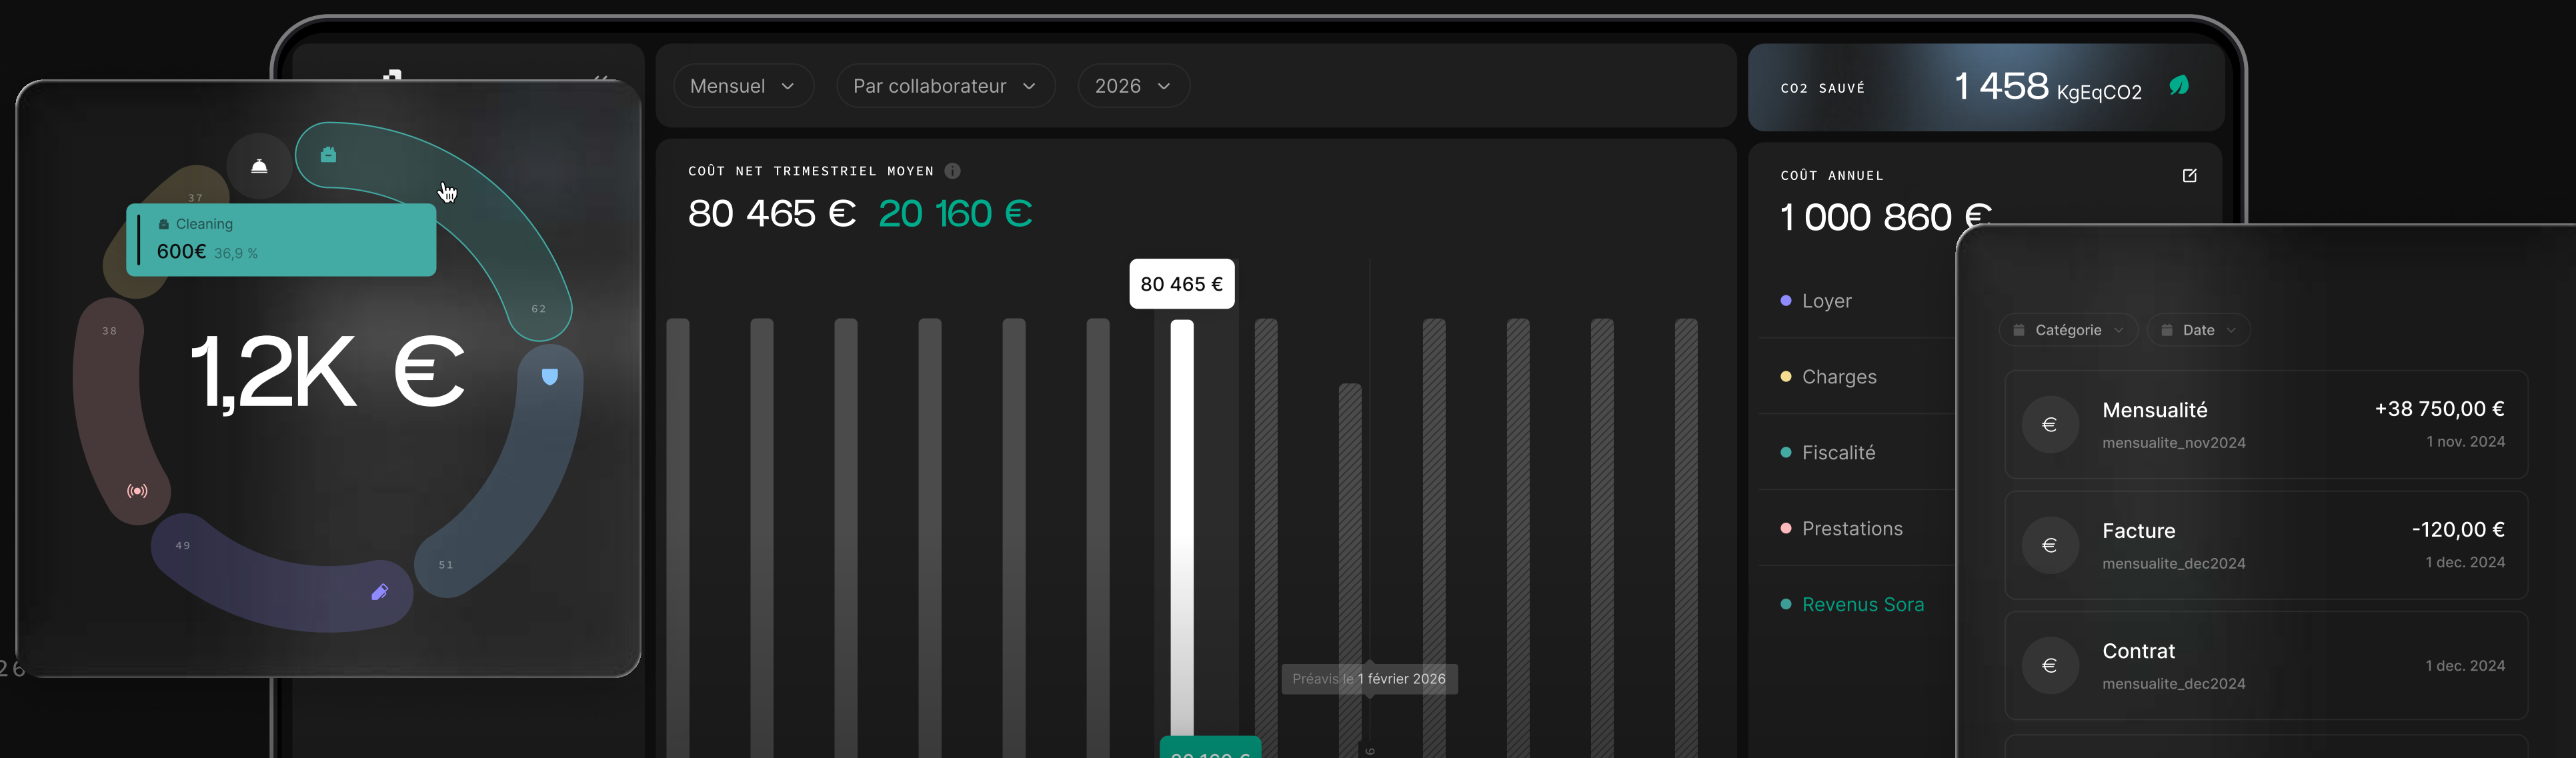 Mensuel
Par collaborateur
2026
CO2 SAUVÉ
1 458 KgEqCO2
COÛT NET TRIMESTRIEL MOYEN
80 465 € 20 160 €
COÛT ANNUEL
1 000 860 €
37
Cleaning
600€ 36,9 %
62
38
1,2K €
49
51
26
80 465 €
Préavis le 1 février 2026
Loyer
Charges
Fiscalité
Prestations
Revenus Sora
Catégorie
Date
Mensualité
+38 750,00 €
mensualite_nov2024
1 nov. 2024
Facture
-120,00 €
mensualite_dec2024
1 dec. 2024
Contrat
mensualite_dec2024
1 dec. 2024